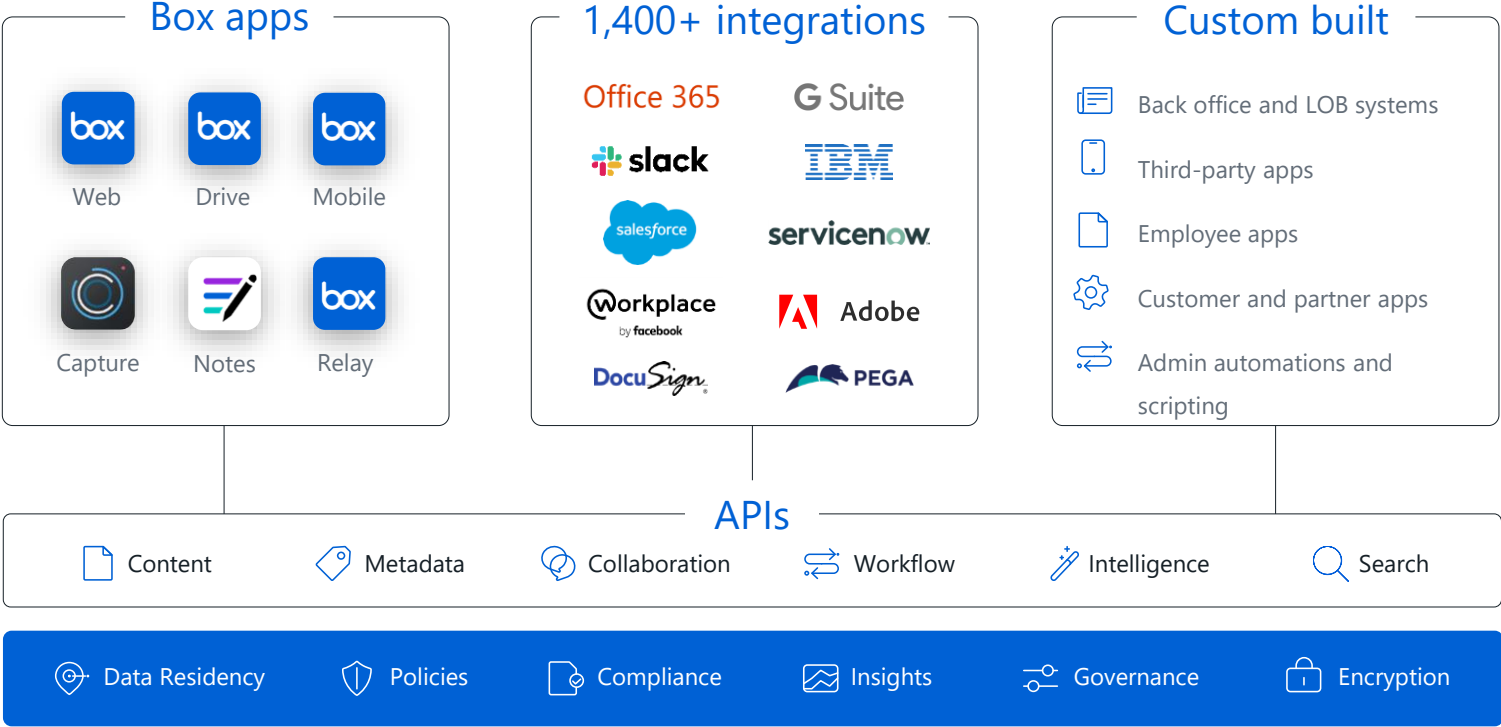 Box apps
box
box
box
Web
Drive
Mobile
box
Capture
Notes
Relay
1,400+ integrations
Office 365
G Suite
slack
IBM
salesforce
servicenow
workplace
by facebook
Adobe
DocuSign
PEGA
Custom built
Back office and LOB systems
Third-party apps
Employee apps
Customer and partner apps
Admin automations and
scripting
APIs
Content
Metadata
Collaboration
Workflow
Intelligence
Search
Data Residency
Policies
Compliance
Insights
Governance
Encryption